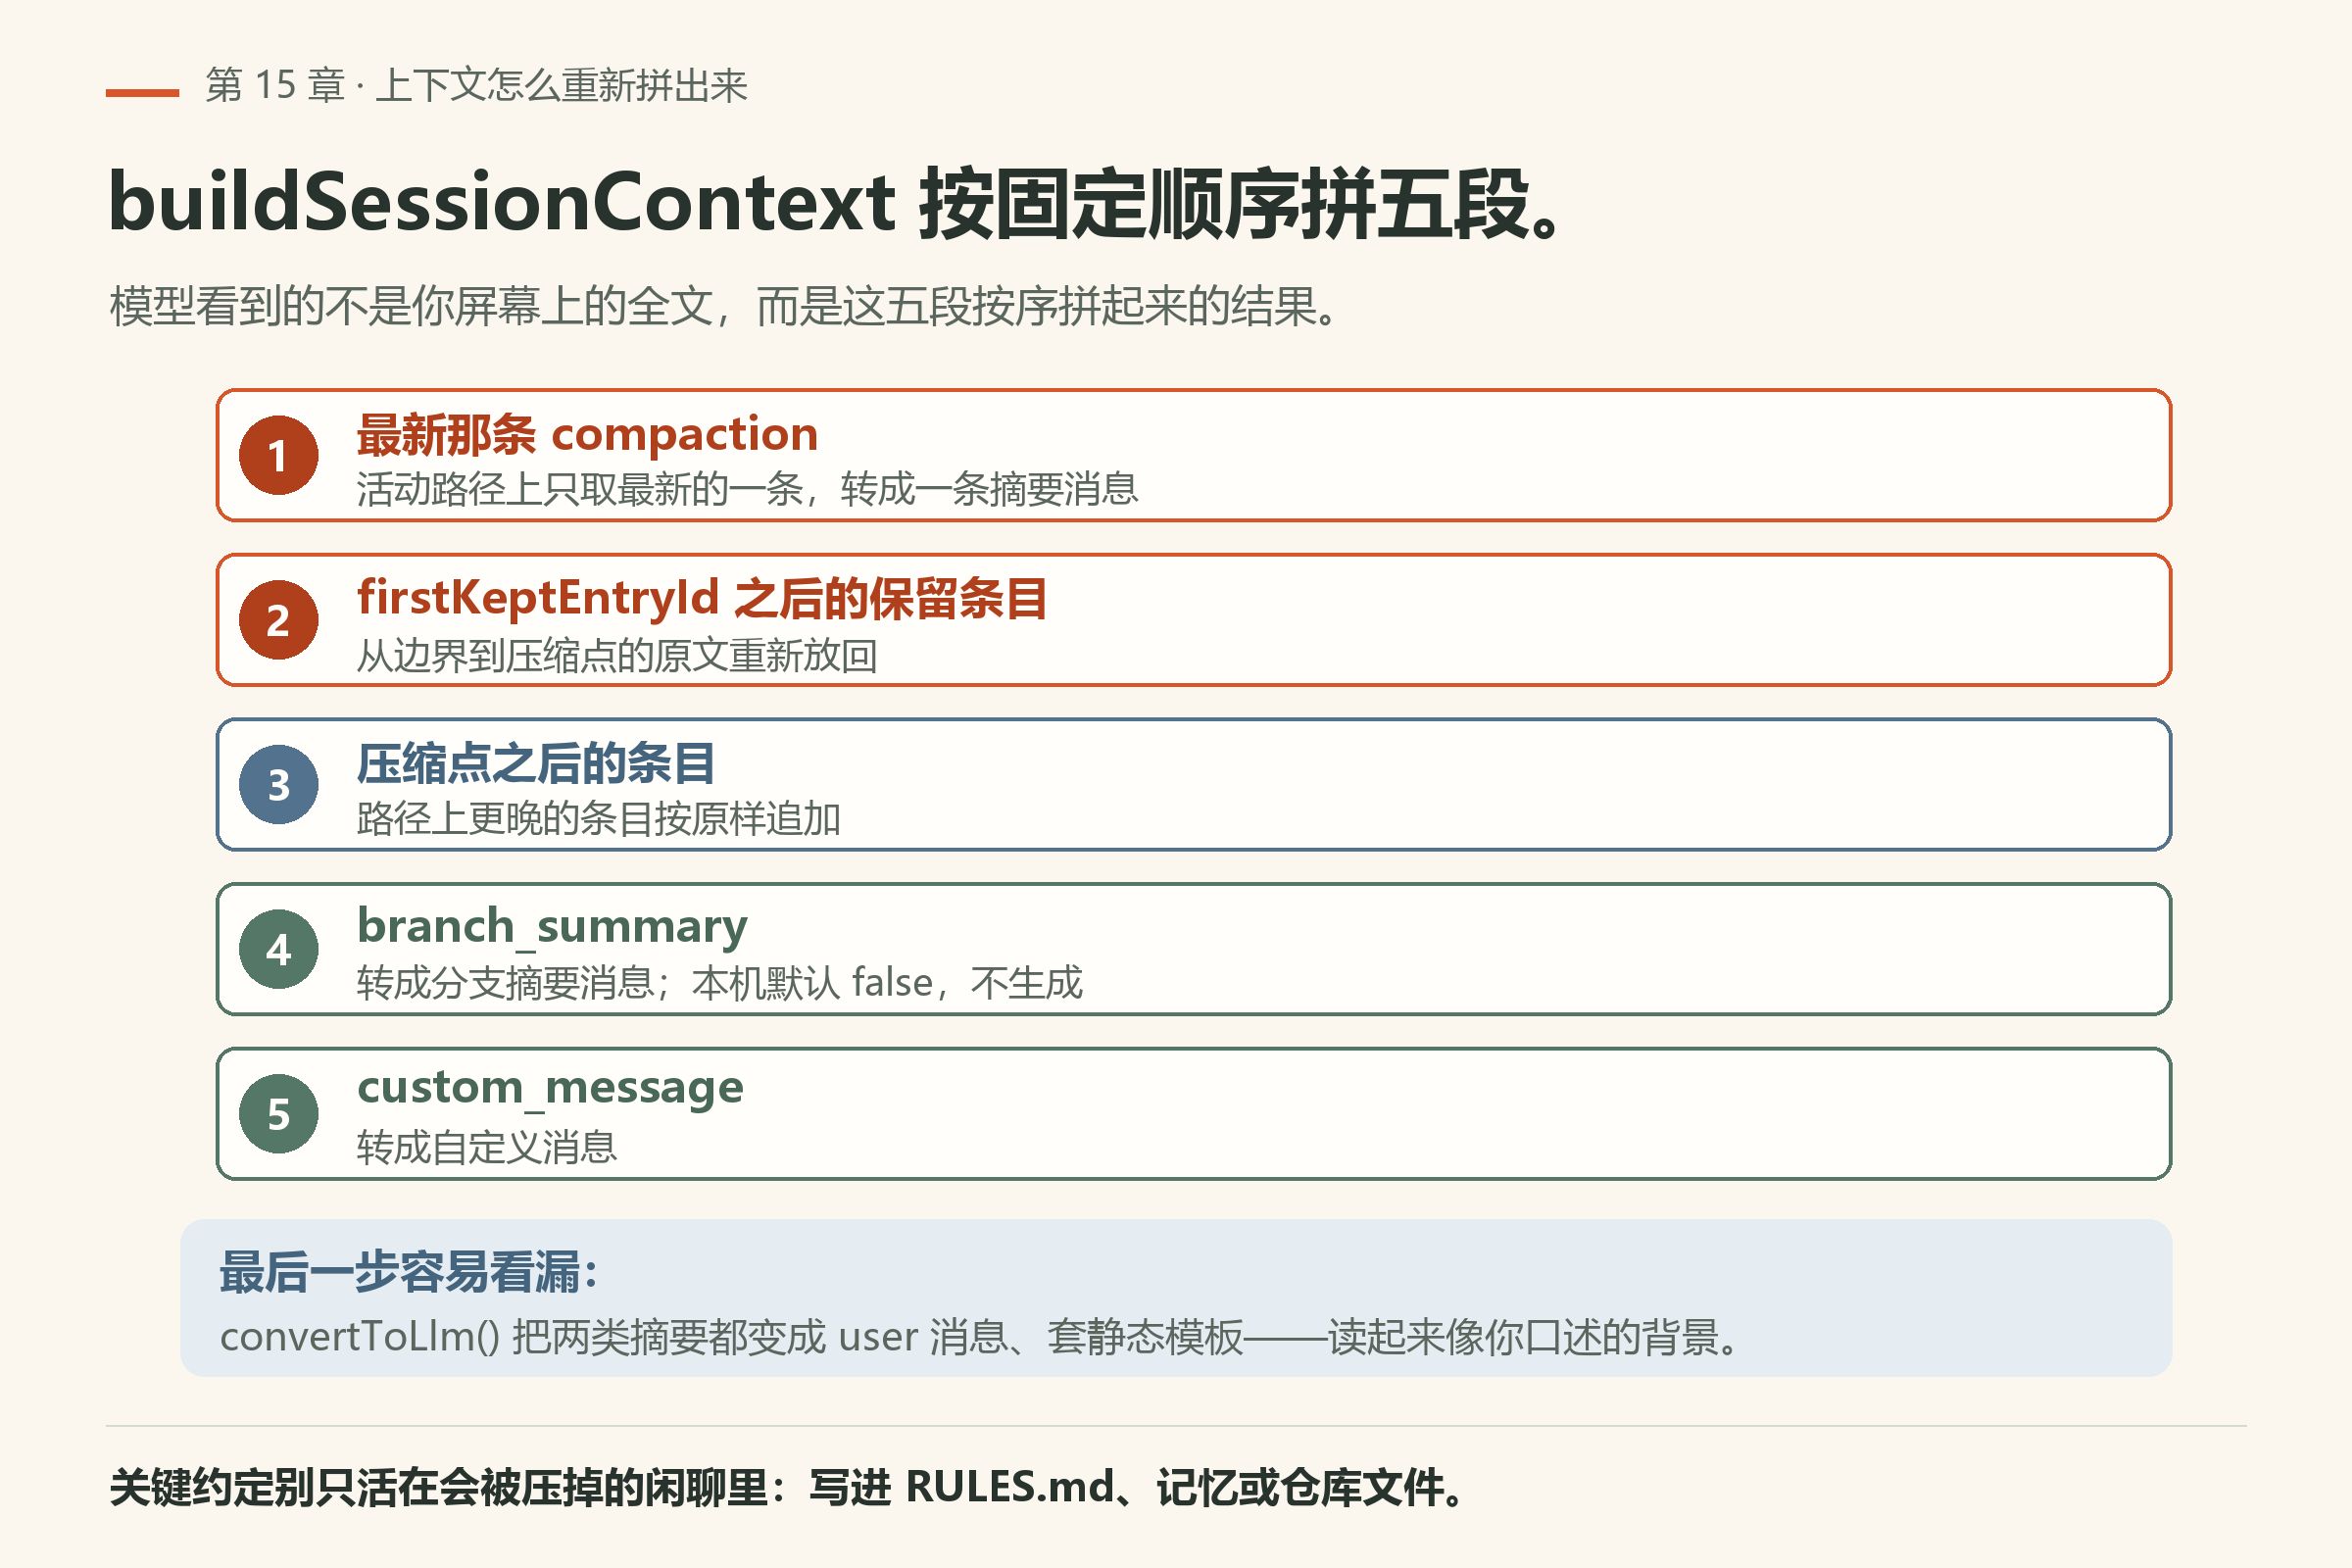 第 15 章 · 上下文怎么重新拼出来
buildSessionContext 按固定顺序拼五段。
模型看到的不是你屏幕上的全文，而是这五段按序拼起来的结果。
1
最新那条 compaction
活动路径上只取最新的一条，转成一条摘要消息
2
firstKeptEntryId 之后的保留条目
从边界到压缩点的原文重新放回
3
压缩点之后的条目
路径上更晚的条目按原样追加
4
branch_summary
转成分支摘要消息；本机默认 false，不生成
5
custom_message
转成自定义消息
最后一步容易看漏：
convertToLlm() 把两类摘要都变成 user 消息、套静态模板——读起来像你口述的背景。
关键约定别只活在会被压掉的闲聊里：写进 RULES.md、记忆或仓库文件。